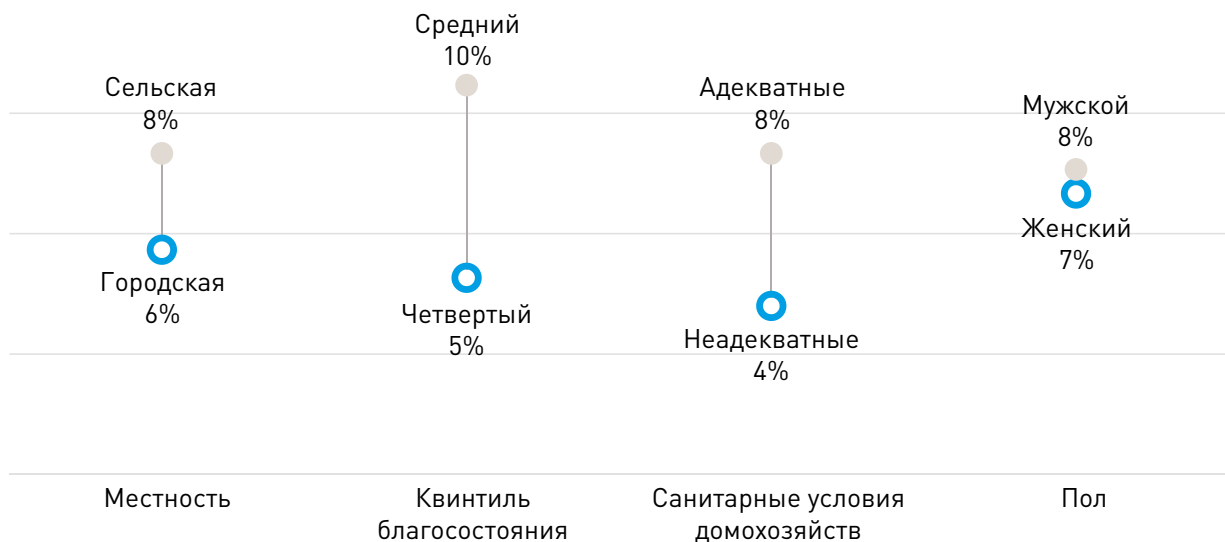 Сельская
8%
Городская
6%
Средний
10%
Четвертый
5%
Адекватные
8%
Неадекватные
4%
Мужской
8%
Женский
7%
Местность
Квинтиль
благосостояния
Санитарные условия
домохозяйств
Пол